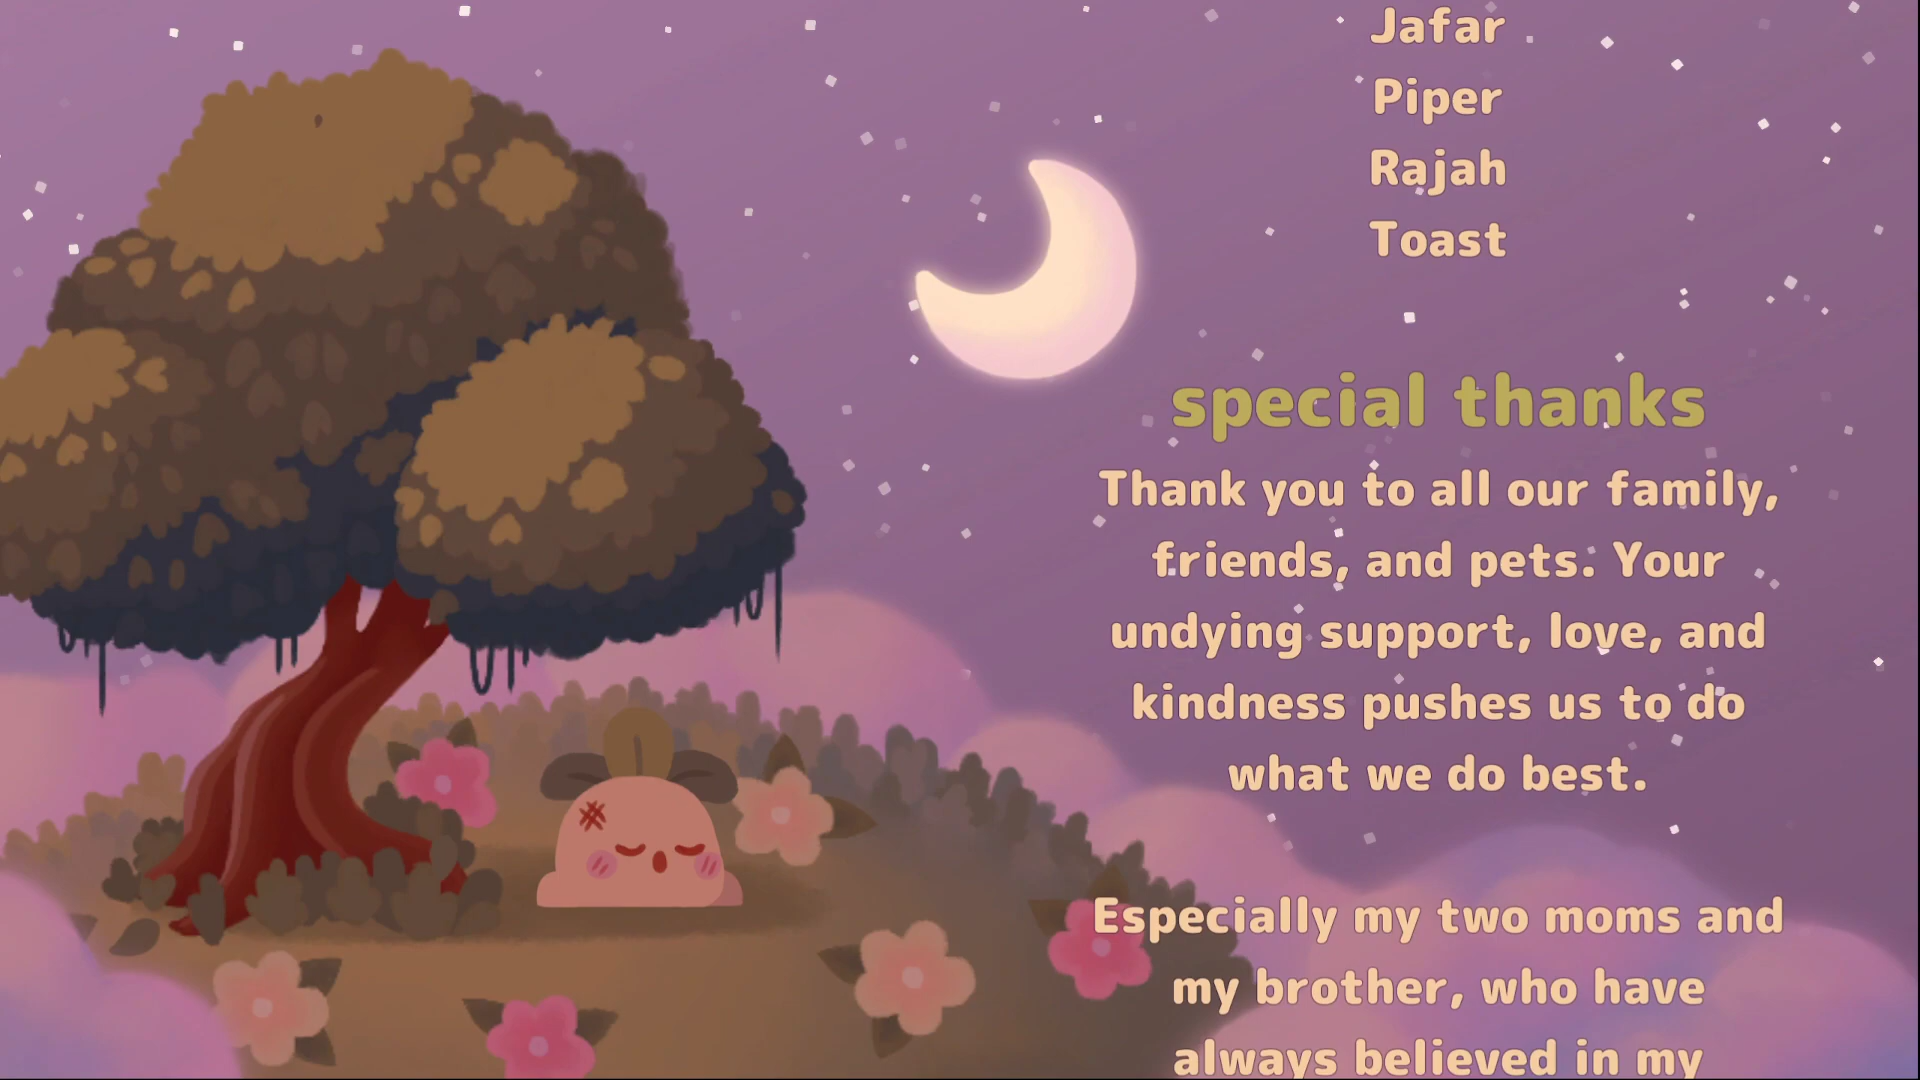 Jafar
Piper
Rajah
Toast
special thanks
Thank you to all our family,
friends, and pets. Your
undying support, love, and
kindness pushes us to do
what we do best.
Especially my two moms and
my brother, who have
always believed in my